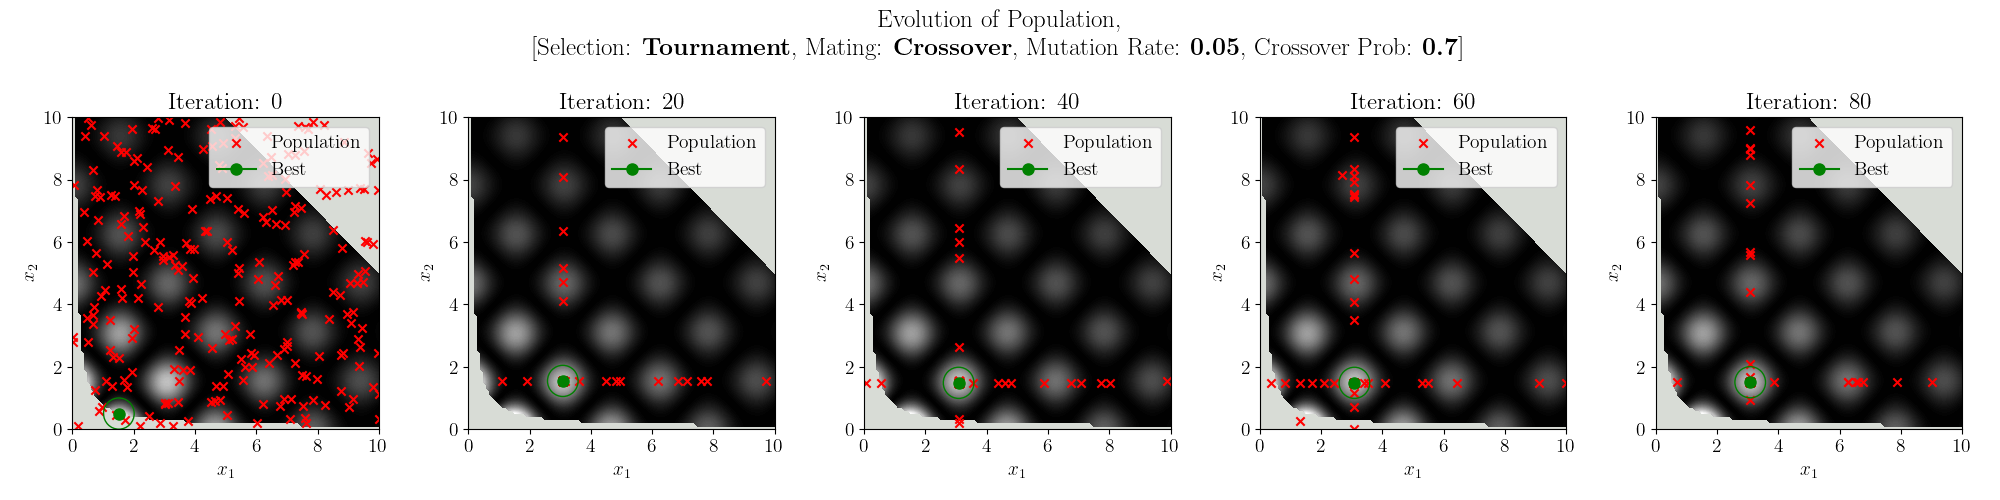 Evolution of Population,
[Selection: Tournament, Mating: Crossover, Mutation Rate: 0.05, Crossover Prob: 0.7]
Iteration: 0
10
8
6
4
2
0
x2
0 2 4 6 8 10
x1
Population
Best
Iteration: 20
10
8
6
4
2
0
x2
0 2 4 6 8 10
x1
Population
Best
Iteration: 40
10
8
6
4
2
0
x2
0 2 4 6 8 10
x1
Population
Best
Iteration: 60
10
8
6
4
2
0
x2
0 2 4 6 8 10
x1
Population
Best
Iteration: 80
10
8
6
4
2
0
x2
0 2 4 6 8 10
x1
Population
Best